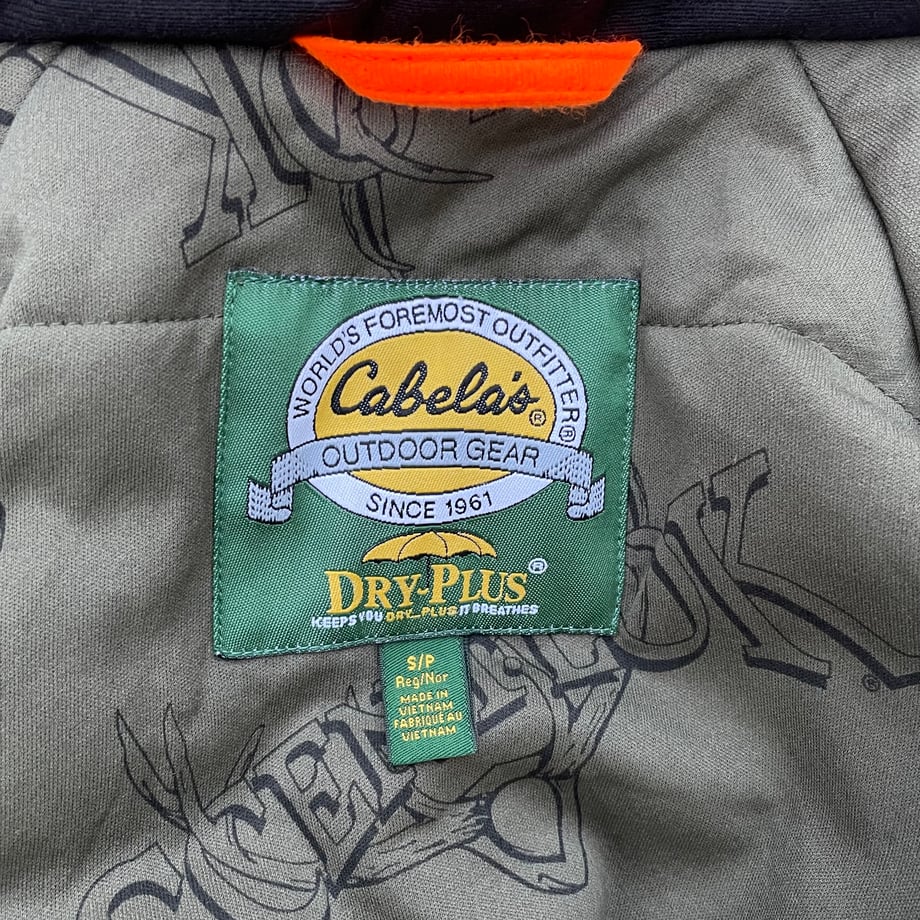 WORLD'S FOREMOST OUTFITTER®
Cabela's®
OUTDOOR GEAR
SINCE 1961
DRY-PLUS®
KEEPS YOU DRY...PLUS IT BREATHES
S/P
Reg/Nor
MADE IN
VIETNAM
FABRIQUÉ AU
VIETNAM